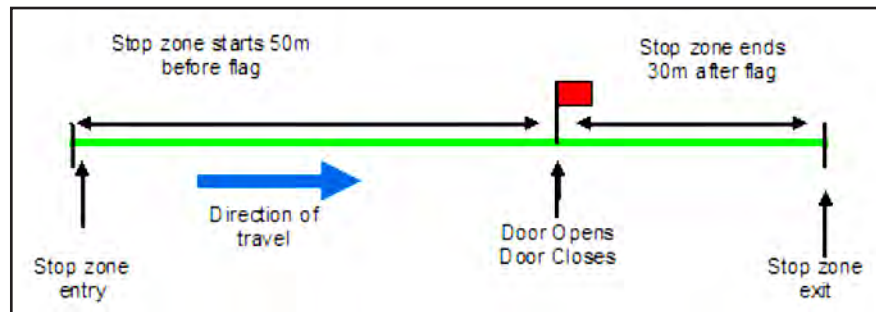 Stop zone starts 50m
before flag
Stop zone ends
30m after flag
Direction of
travel
Door Opens
Door Closes
Stop zone
entry
Stop zone
exit